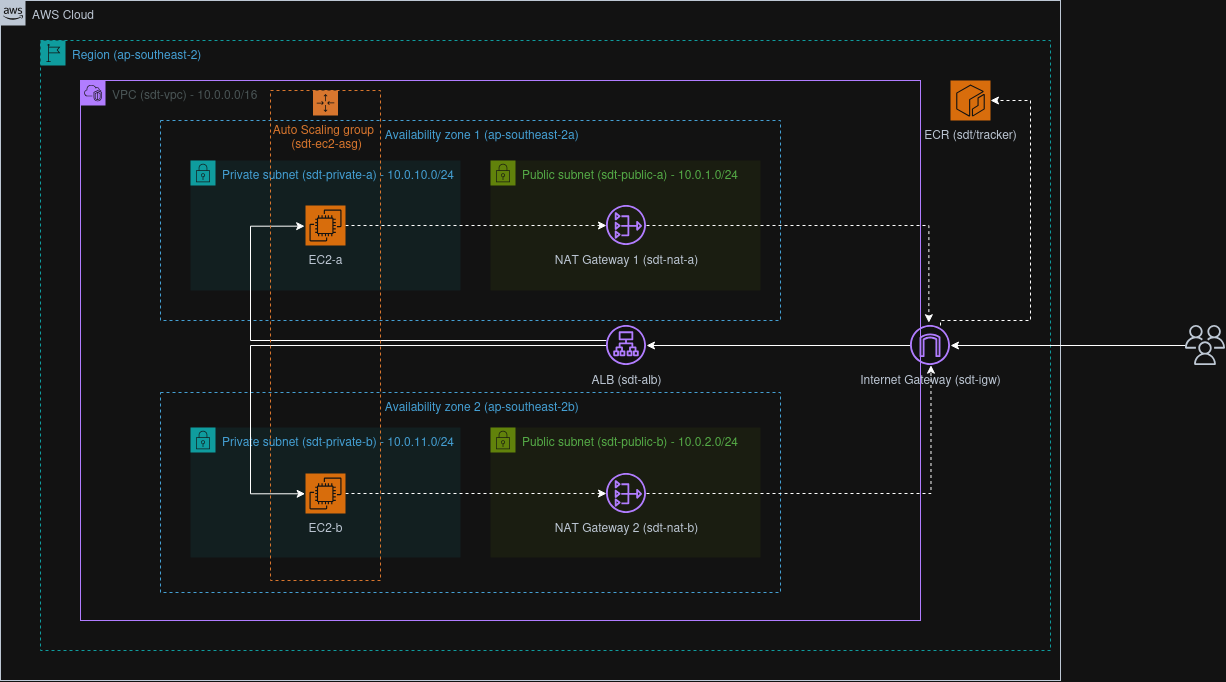 aws
AWS Cloud
Region (ap-southeast-2)
VPC (sdt-vpc) - 10.0.0.0/16
Auto Scaling group
(sdt-ec2-asg)
Availability zone 1 (ap-southeast-2a)
ECR (sdt/tracker)
Private subnet (sdt-private-a) - 10.0.10.0/24
Public subnet (sdt-public-a) - 10.0.1.0/24
EC2-a
NAT Gateway 1 (sdt-nat-a)
ALB (sdt-alb)
Internet Gateway (sdt-igw)
Availability zone 2 (ap-southeast-2b)
Private subnet (sdt-private-b) - 10.0.11.0/24
Public subnet (sdt-public-b) - 10.0.2.0/24
EC2-b
NAT Gateway 2 (sdt-nat-b)